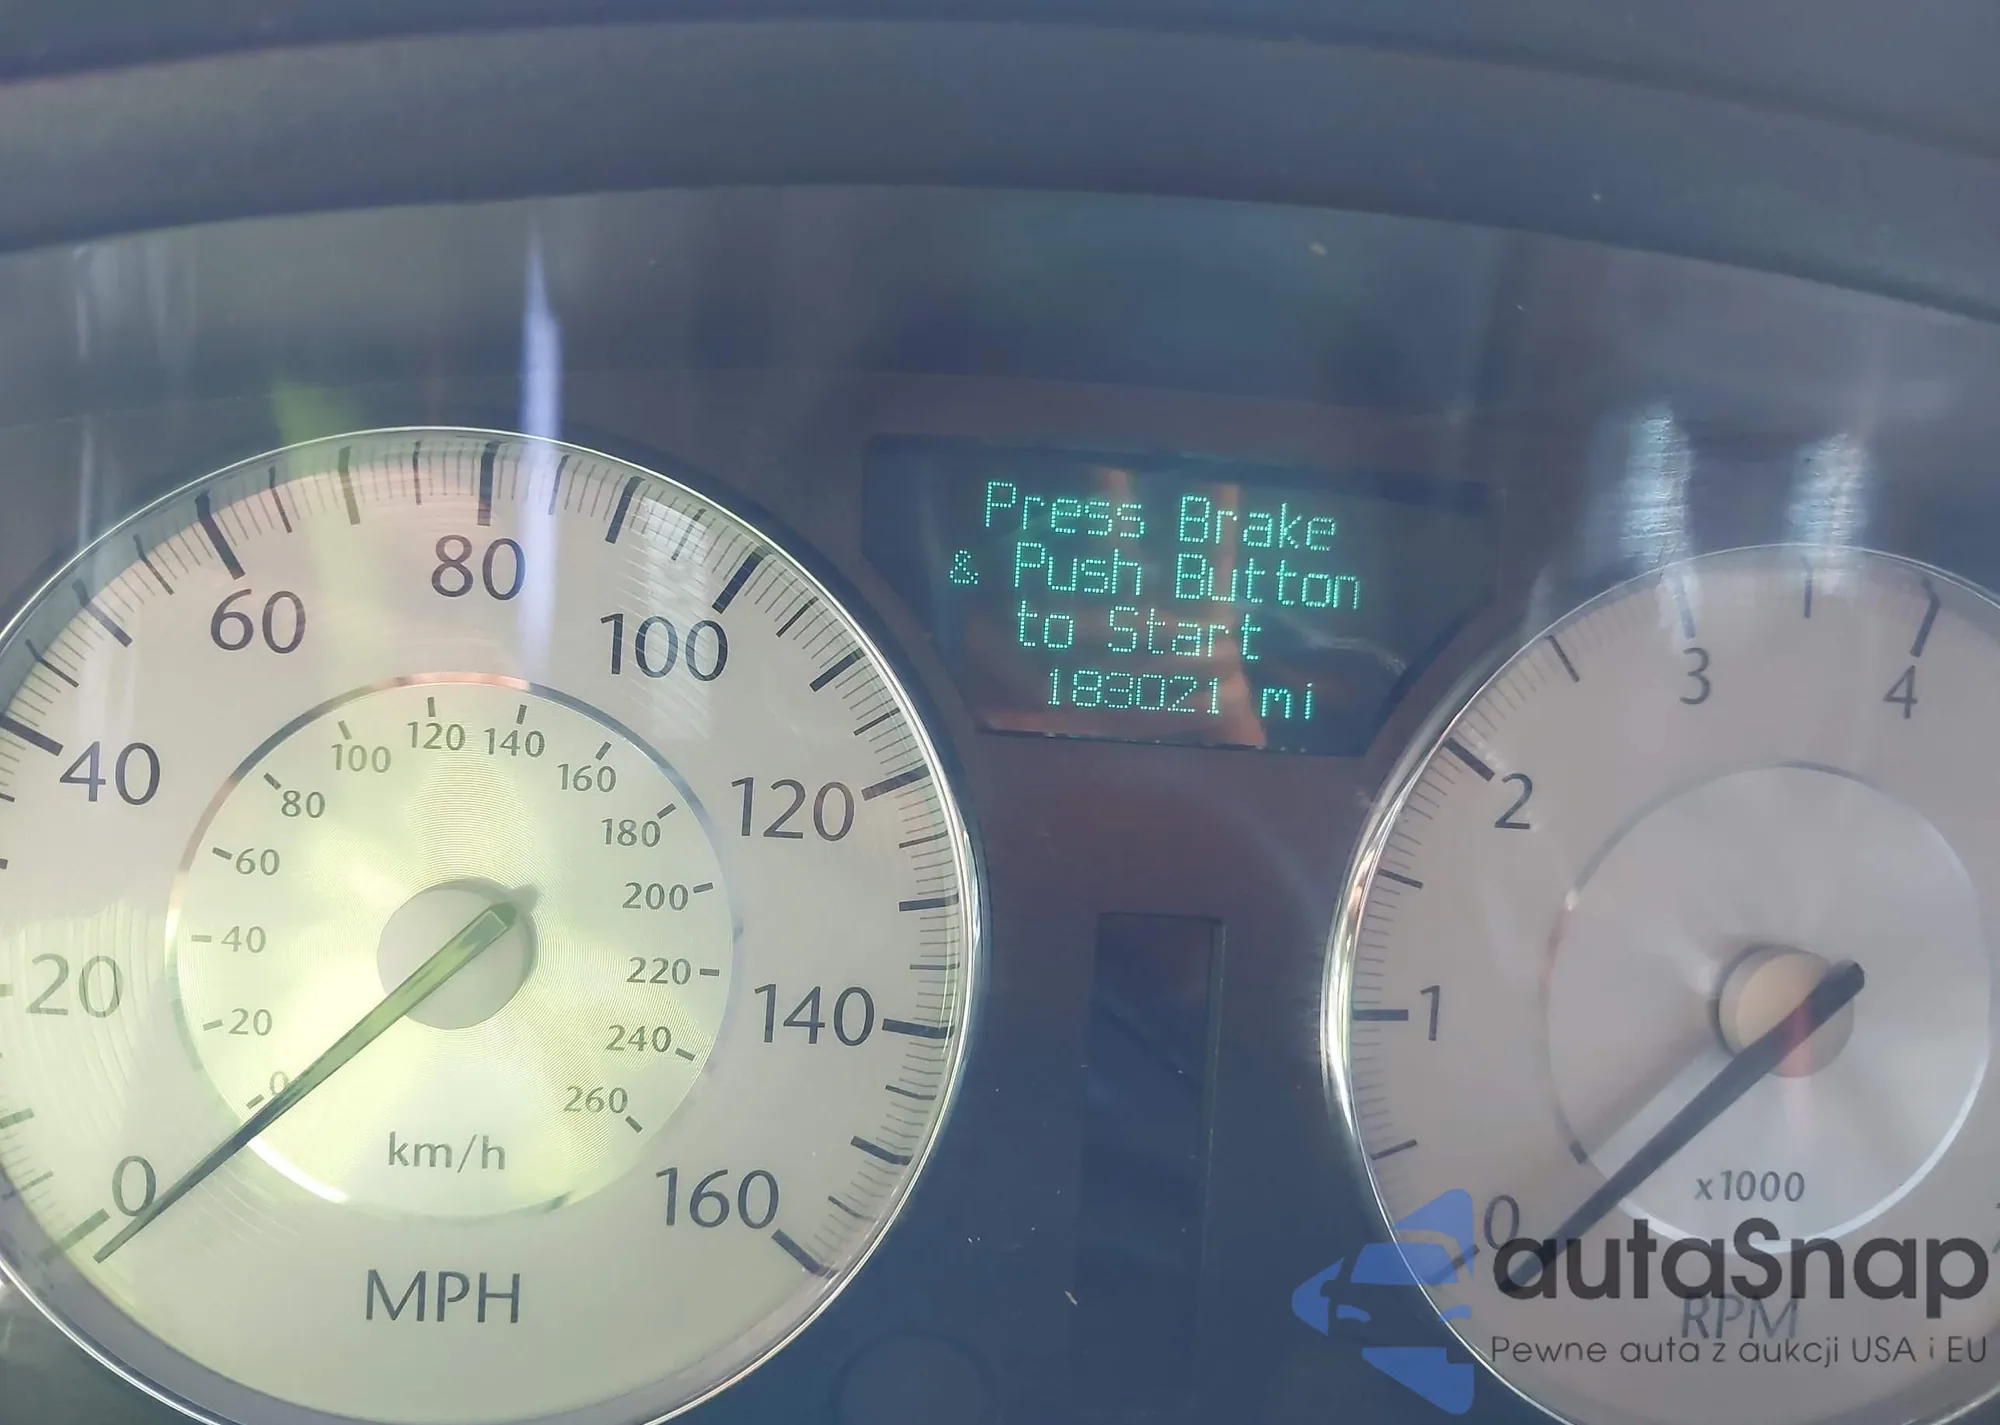 Press Brake
& Push Button
to Start
183021 mi
0
20
40
60
80
100
120
140
160
MPH
0
20
40
60
80
100
120
140
160
180
200
220
240
260
km/h
0
1
2
3
4
x1000
RPM
autaSnap
Pewne auta z aukcji USA i EU